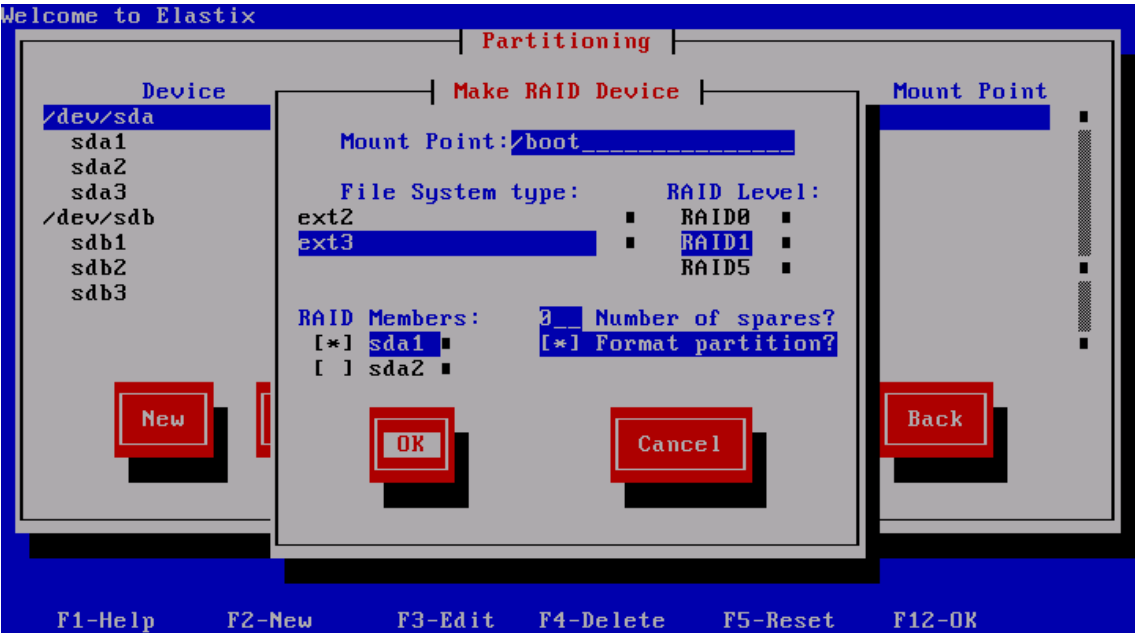 Welcome to Elastix
Partitioning
Device Mount Point
Make RAID Device
/dev/sda
Mount Point:/boot_______________
sda1
sda2
sda3
File System type: RAID Level:
/dev/sdb
ext2 RAID0
sdb1
ext3 RAID1
sdb2
RAID5
sdb3
RAID Members: 0__ Number of spares?
[*] sda1 [*] Format partition?
[ ] sda2
New OK Cancel Back
F1-Help F2-New F3-Edit F4-Delete F5-Reset F12-OK